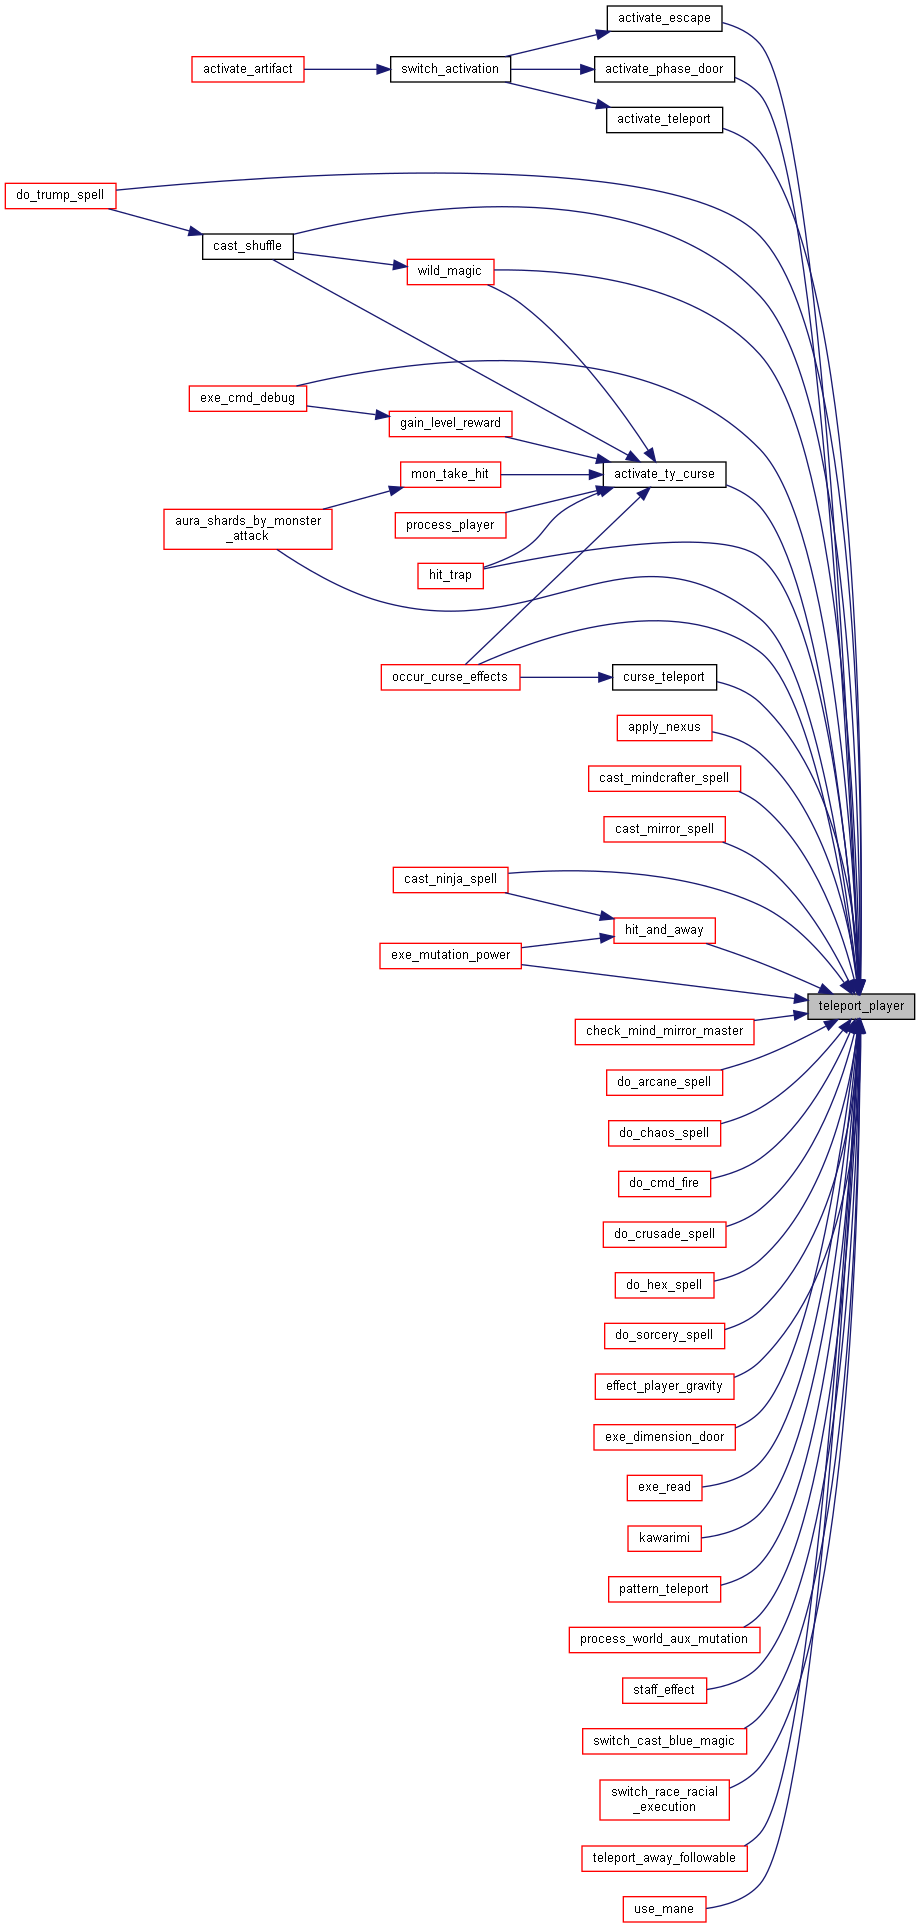 activate_escape
activate_artifact
switch_activation
activate_phase_door
activate_teleport
do_trump_spell
cast_shuffle
wild_magic
exe_cmd_debug
gain_level_reward
mon_take_hit
activate_ty_curse
aura_shards_by_monster
_attack
process_player
hit_trap
occur_curse_effects
curse_teleport
apply_nexus
cast_mindcrafter_spell
cast_mirror_spell
cast_ninja_spell
hit_and_away
exe_mutation_power
teleport_player
check_mind_mirror_master
do_arcane_spell
do_chaos_spell
do_cmd_fire
do_crusade_spell
do_hex_spell
do_sorcery_spell
effect_player_gravity
exe_dimension_door
exe_read
kawarimi
pattern_teleport
process_world_aux_mutation
staff_effect
switch_cast_blue_magic
switch_race_racial
_execution
teleport_away_followable
use_mane